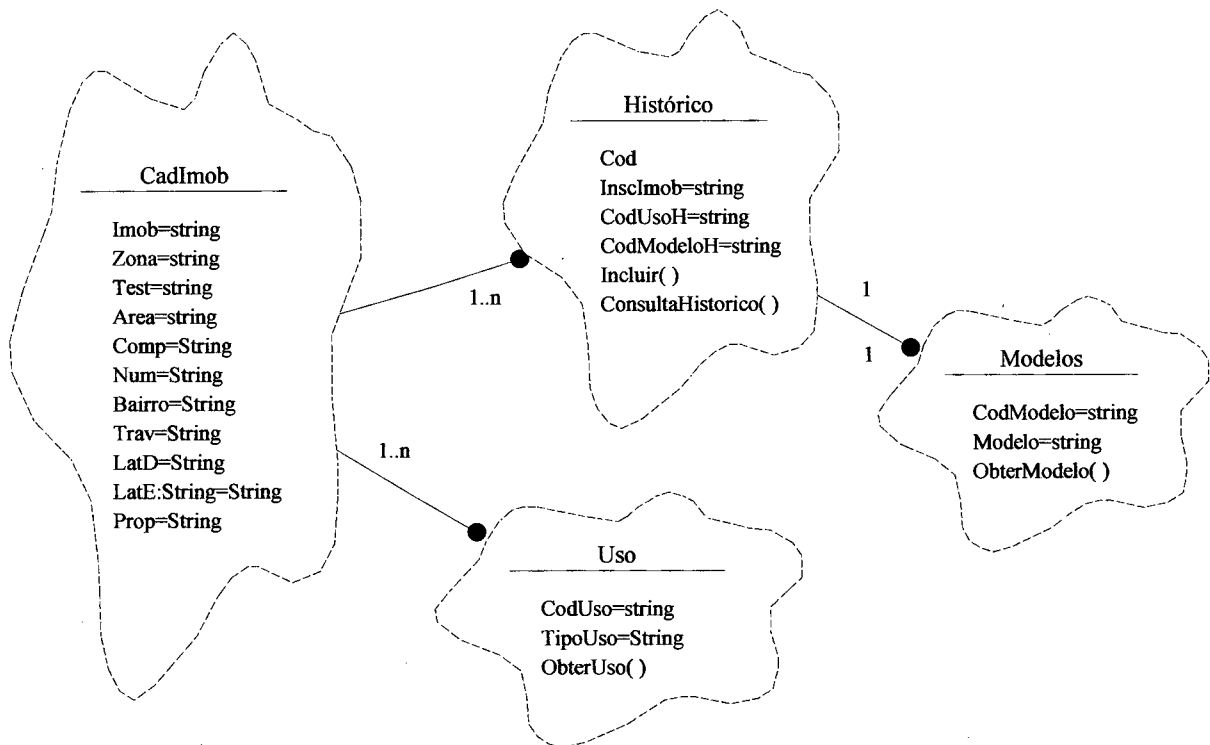 CadImob
Imob=string
Zona=string
Test=string
Area=string
Comp=String
Num=String
Bairro=String
Trav=String
LatD=String
LatE:String=String
Prop=String
1..n
1..n
Histórico
Cod
InscImob=string
CodUsoH=string
CodModeloH=string
Incluir( )
ConsultaHistorico( )
1
1
Modelos
CodModelo=string
Modelo=string
ObterModelo( )
Uso
CodUso=string
TipoUso=String
ObterUso( )